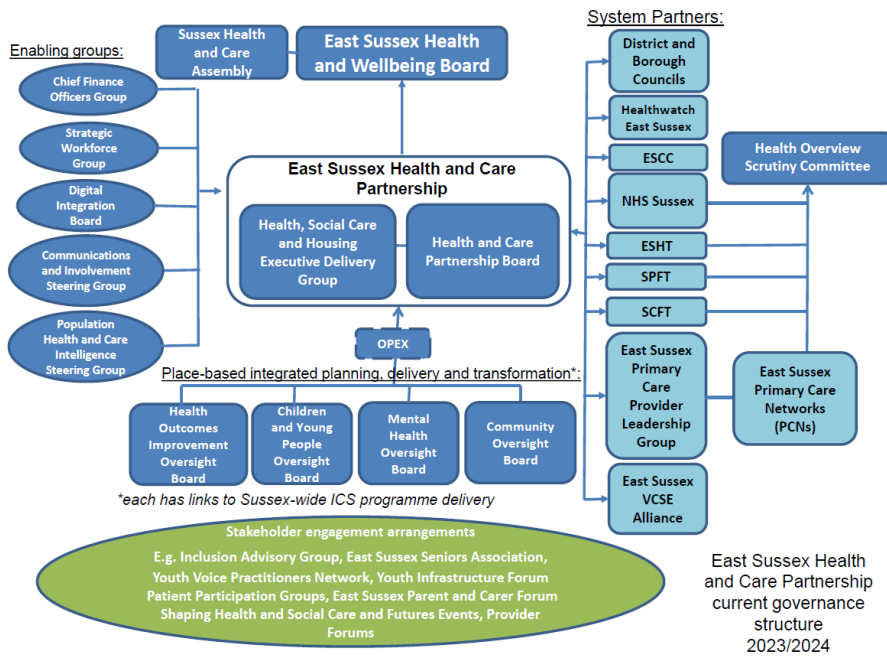 Enabling groups:
Chief Finance
Officers Group
Strategic
Workforce
Group
Digital
Integration
Board
Communications
and Involvement
Steering Group
Population
Health and Care
Intelligence
Steering Group
Sussex Health
and Care
Assembly
East Sussex Health
and Wellbeing Board
East Sussex Health and Care
Partnership
Health, Social Care
and Housing
Executive Delivery
Group
Health and Care
Partnership Board
OPEX
Place-based integrated planning, delivery and transformation*:
Health
Outcomes
Improvement
Oversight Board
Children
and Young
People
Oversight
Board
Mental
Health
Oversight
Board
Community
Oversight
Board
*each has links to Sussex-wide ICS programme delivery
Stakeholder engagement arrangements
E.g. Inclusion Advisory Group, East Sussex Seniors Association,
Youth Voice Practitioners Network, Youth Infrastructure Forum
Patient Participation Groups, East Sussex Parent and Carer Forum
Shaping Health and Social Care and Futures Events, Provider
Forums
System Partners:
District and
Borough
Councils
Healthwatch
East Sussex
ESCC
NHS Sussex
ESHT
SPFT
SCFT
East Sussex
Primary
Care
Provider
Leadership
Group
East Sussex
VCSE
Alliance
Health Overview
Scrutiny Committee
East Sussex
Primary Care
Networks
(PCNs)
East Sussex Health
and Care Partnership
current governance
structure
2023/2024